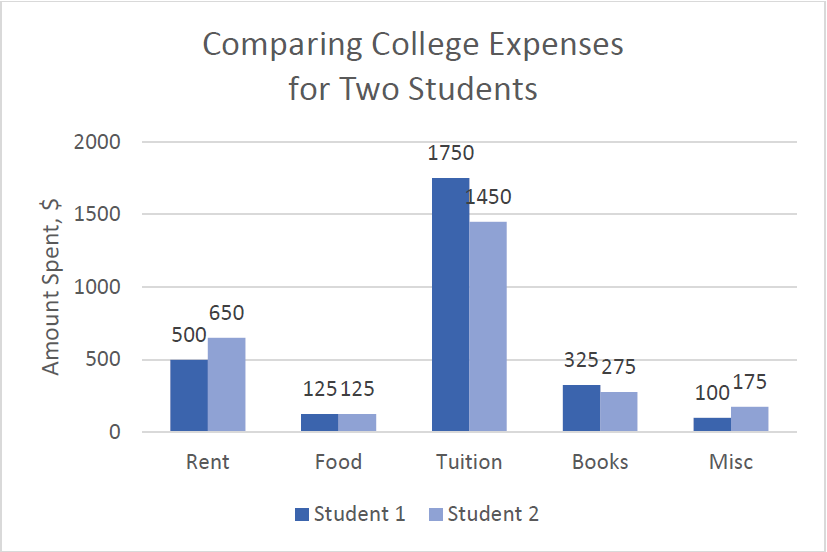 Comparing College Expenses
for Two Students
Amount Spent, $
2000
1500
1000
500
0
500
650
125
125
1750
1450
325
275
100
175
Rent
Food
Tuition
Books
Misc
Student 1
Student 2